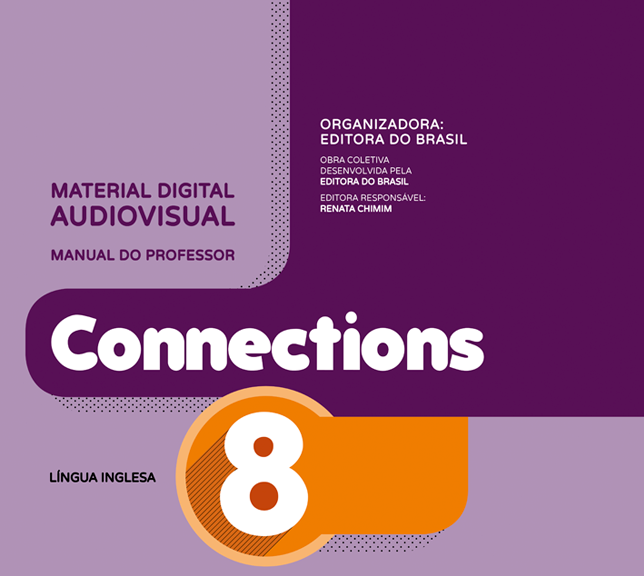 ORGANIZADORA:
EDITORA DO BRASIL
OBRA COLETIVA
DESENVOLVIDA PELA
EDITORA DO BRASIL
EDITORA RESPONSÁVEL:
RENATA CHIMIM
MATERIAL DIGITAL
AUDIOVISUAL
MANUAL DO PROFESSOR
Connections
8
LÍNGUA INGLESA